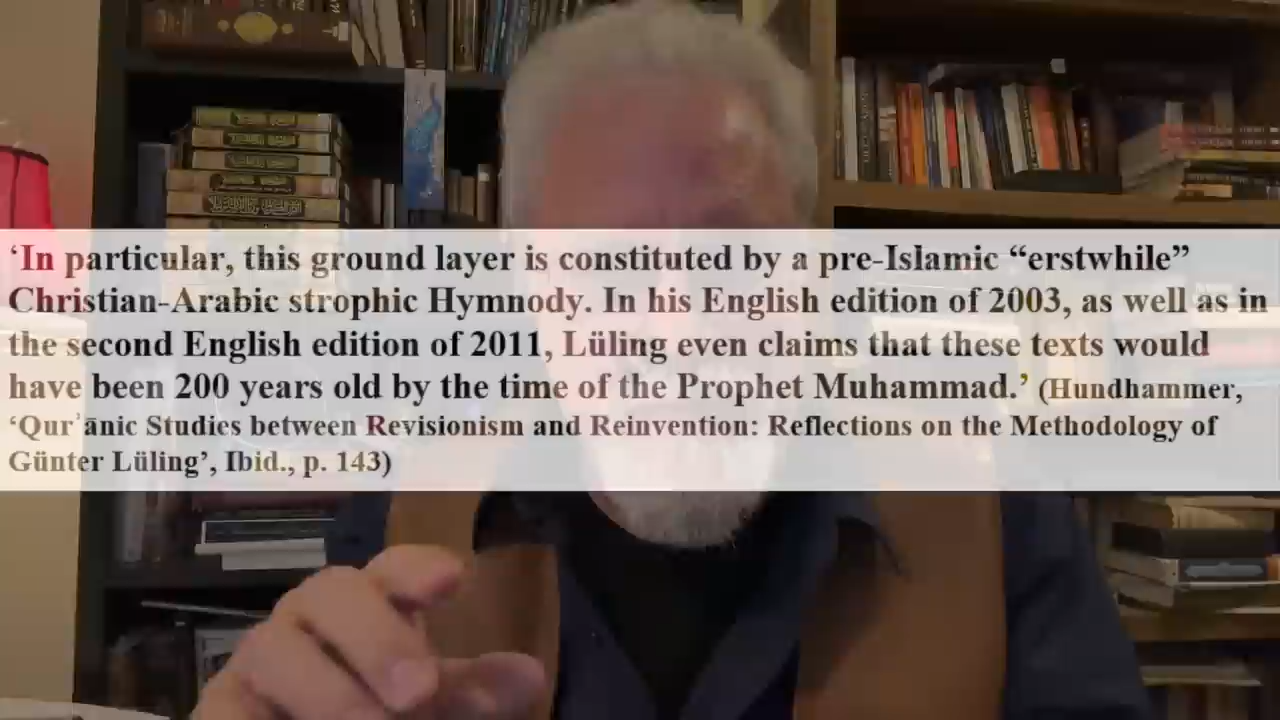 ‘In particular, this ground layer is constituted by a pre-Islamic “erstwhile”
Christian-Arabic strophic Hymnody. In his English edition of 2003, as well as in
the second English edition of 2011, Lüling even claims that these texts would
have been 200 years old by the time of the Prophet Muhammad.’ (Hundhammer,
‘Qurʾānic Studies between Revisionism and Reinvention: Reflections on the Methodology of
Günter Lüling’, Ibid., p. 143)